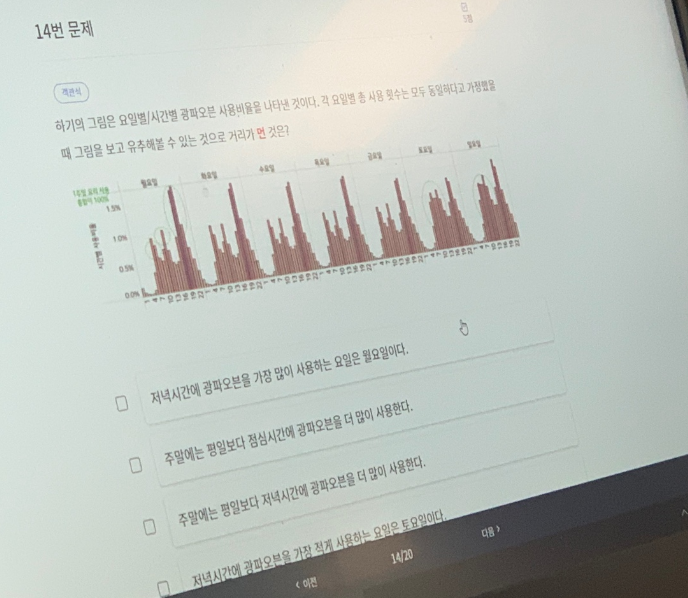 14번 문제
5점
객관식
하기의 그림은 요일별/시간별 광파오븐 사용비율을 나타낸 것이다. 각 요일별 총 사용 횟수는 모두 동일하다고 가정했을
때 그림을 보고 유추해볼 수 있는 것으로 거리가 먼 것은?
월요일 화요일 수요일 목요일 금요일 토요일 일요일
1.5%
1.0%
0.5%
0.0%
저녁시간에 광파오븐을 가장 많이 사용하는 요일은 월요일이다.
주말에는 평일보다 점심시간에 광파오븐을 더 많이 사용한다.
주말에는 평일보다 저녁시간에 광파오븐을 더 많이 사용한다.
저녁시간에 광파오븐을 가장 적게 사용하는 요일은 토요일이다.
< 이전
14/20
다음 >